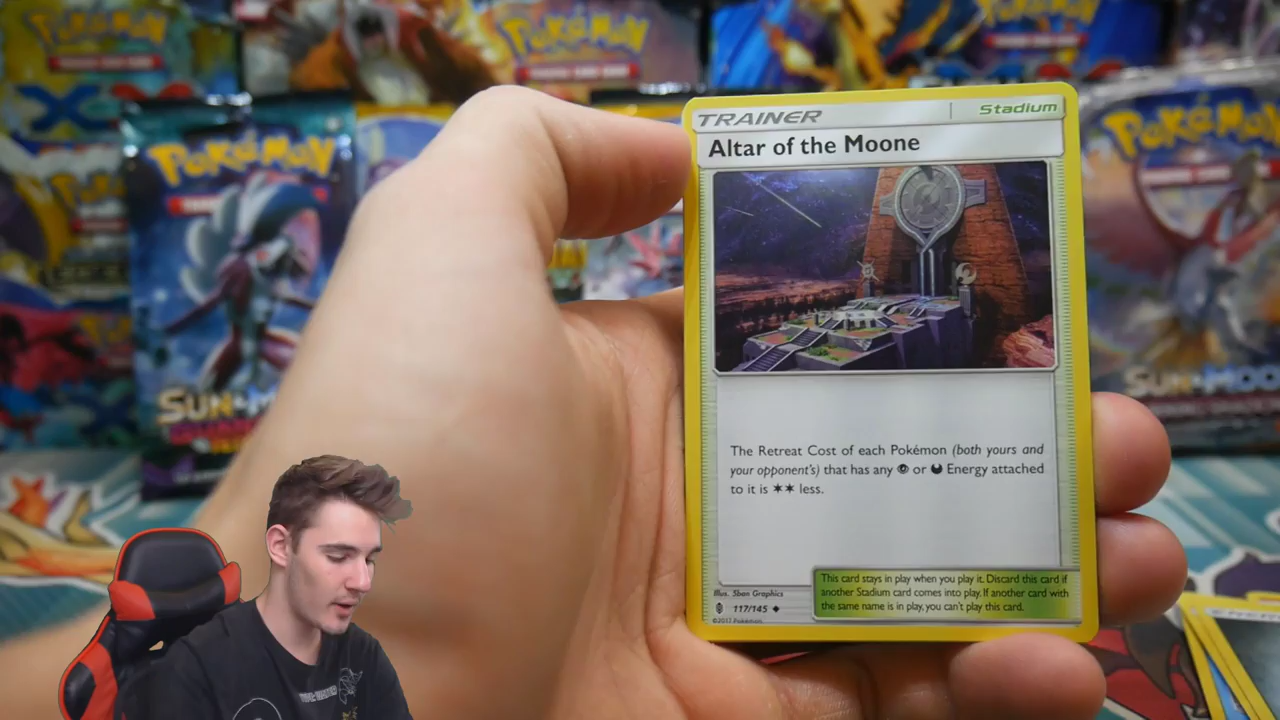 Pokémon
Pokémon
Pokémon
Pokémon
Pokémon
SUN & MOON
TRAINER
Stadium
Altar of the Moone
The Retreat Cost of each Pokémon (both yours and
your opponent's) that has any or Energy attached
to it is ✶✶ less.
This card stays in play when you play it. Discard this card if
another Stadium card comes into play. If another card with
the same name is in play, you can't play this card.
Illus. 5ban Graphics
117/145 ◆
©2017 Pokémon.